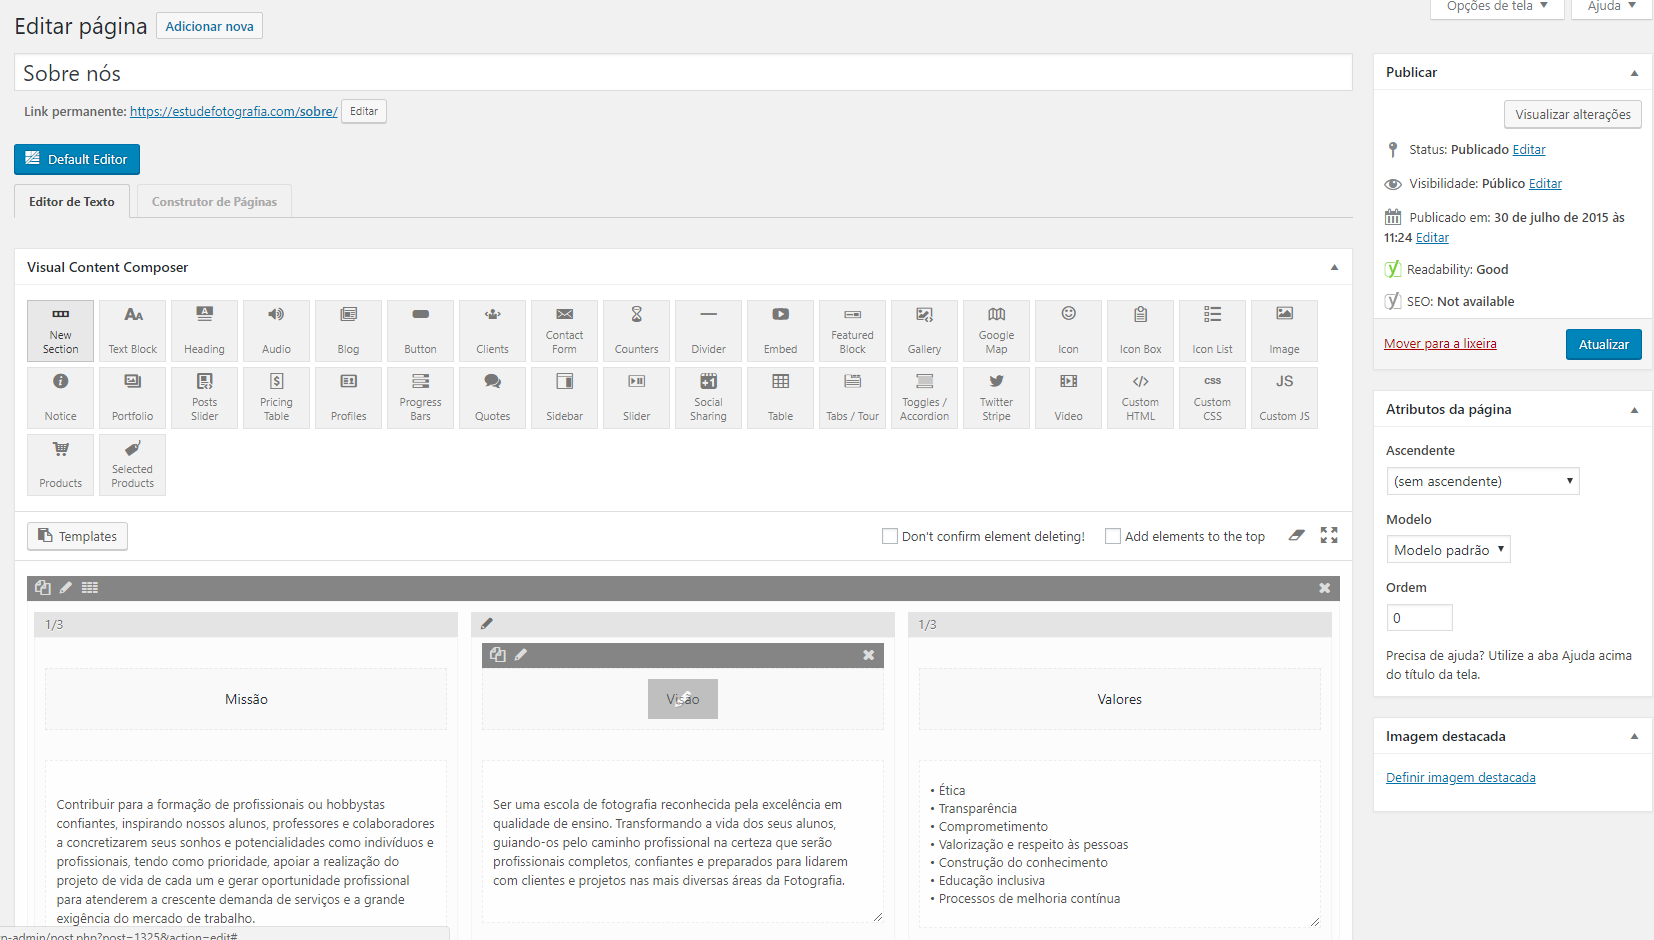 Opções de tela
Ajuda
Editar página
Adicionar nova
Sobre nós
Link permanente: https://estudefotografia.com/sobre/
Editar
Default Editor
Editor de Texto
Construtor de Páginas
Visual Content Composer
New Section
Text Block
Heading
Audio
Blog
Button
Clients
Contact Form
Counters
Divider
Embed
Featured Block
Gallery
Google Map
Icon
Icon Box
Icon List
Image
Notice
Portfolio
Posts Slider
Pricing Table
Profiles
Progress Bars
Quotes
Sidebar
Slider
Social Sharing
Table
Tabs / Tour
Toggles / Accordion
Twitter Stripe
Video
Custom HTML
CSS
Custom CSS
JS
Custom JS
Products
Selected Products
Templates
Don't confirm element deleting!
Add elements to the top
1/3
Missão
Contribuir para a formação de profissionais ou hobbystas
confiantes, inspirando nossos alunos, professores e colaboradores
a concretizarem seus sonhos e potencialidades como indivíduos e
profissionais, tendo como prioridade, apoiar a realização do
projeto de vida de cada um e gerar oportunidade profissional
para atenderem a crescente demanda de serviços e a grande
exigência do mercado de trabalho.
Visão
Ser uma escola de fotografia reconhecida pela excelência em
qualidade de ensino. Transformando a vida dos seus alunos,
guiando-os pelo caminho profissional na certeza que serão
profissionais completos, confiantes e preparados para lidarem
com clientes e projetos nas mais diversas áreas da Fotografia.
1/3
Valores
• Ética
• Transparência
• Comprometimento
• Valorização e respeito às pessoas
• Construção do conhecimento
• Educação inclusiva
• Processos de melhoria contínua
p-admin/post.php?post=1325&action=edit#
Publicar
Visualizar alterações
Status: Publicado Editar
Visibilidade: Público Editar
Publicado em: 30 de julho de 2015 às
11:24 Editar
Readability: Good
SEO: Not available
Mover para a lixeira
Atualizar
Atributos da página
Ascendente
(sem ascendente)
Modelo
Modelo padrão
Ordem
0
Precisa de ajuda? Utilize a aba Ajuda acima
do título da tela.
Imagem destacada
Definir imagem destacada